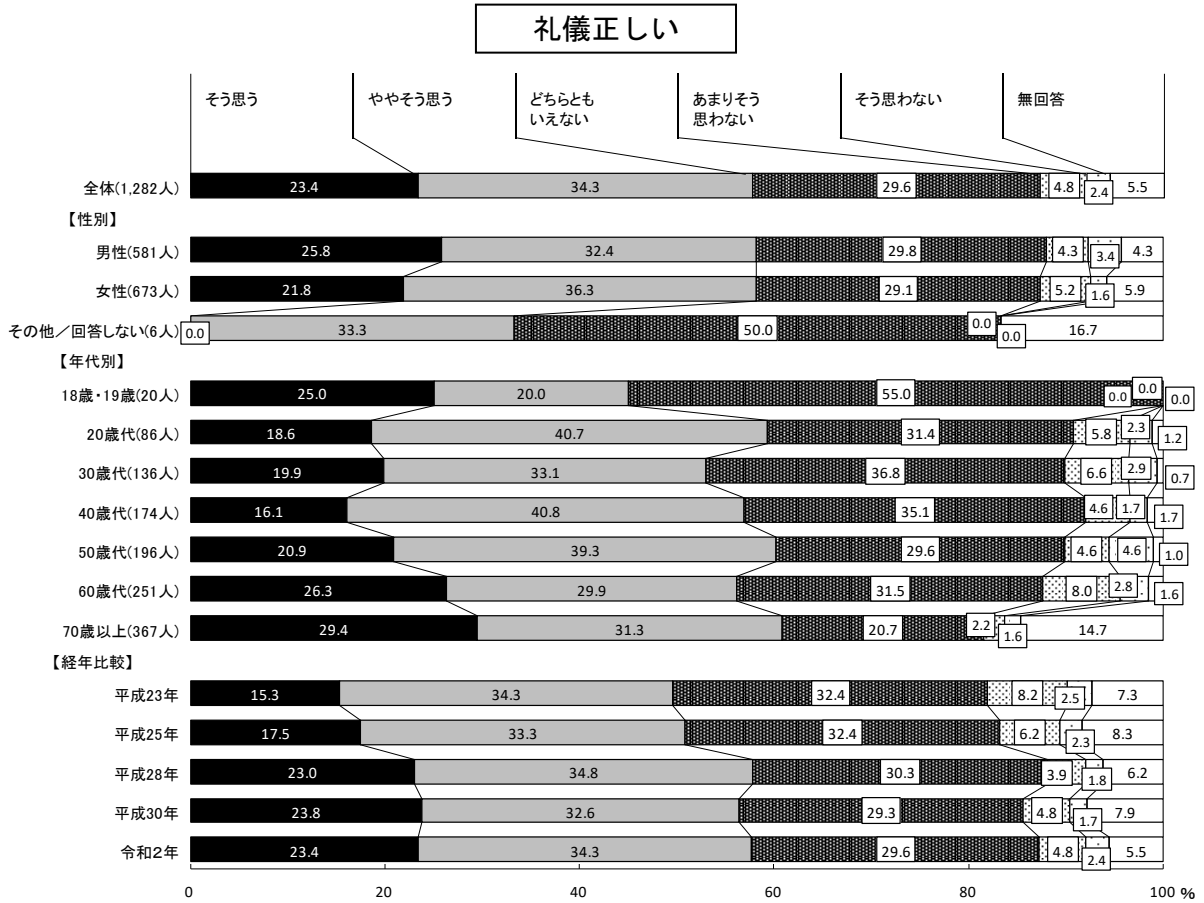 礼儀正しい
そう思う ややそう思う どちらとも あまりそう そう思わない 無回答
いえない 思わない
全体(1,282人) 23.4 34.3 29.6 4.8 2.4 5.5
【性別】
男性(581人) 25.8 32.4 29.8 4.3 3.4 4.3
女性(673人) 21.8 36.3 29.1 5.2 1.6 5.9
その他／回答しない(6人) 0.0 33.3 50.0 0.0 0.0 16.7
【年代別】
18歳・19歳(20人) 25.0 20.0 55.0 0.0 0.0 0.0
20歳代(86人) 18.6 40.7 31.4 5.8 2.3 1.2
30歳代(136人) 19.9 33.1 36.8 6.6 2.9 0.7
40歳代(174人) 16.1 40.8 35.1 4.6 1.7 1.7
50歳代(196人) 20.9 39.3 29.6 4.6 4.6 1.0
60歳代(251人) 26.3 29.9 31.5 8.0 2.8 1.6
70歳以上(367人) 29.4 31.3 20.7 2.2 1.6 14.7
【経年比較】
平成23年 15.3 34.3 32.4 8.2 2.5 7.3
平成25年 17.5 33.3 32.4 6.2 2.3 8.3
平成28年 23.0 34.8 30.3 3.9 1.8 6.2
平成30年 23.8 32.6 29.3 4.8 1.7 7.9
令和２年 23.4 34.3 29.6 4.8 2.4 5.5
0 20 40 60 80 100 %